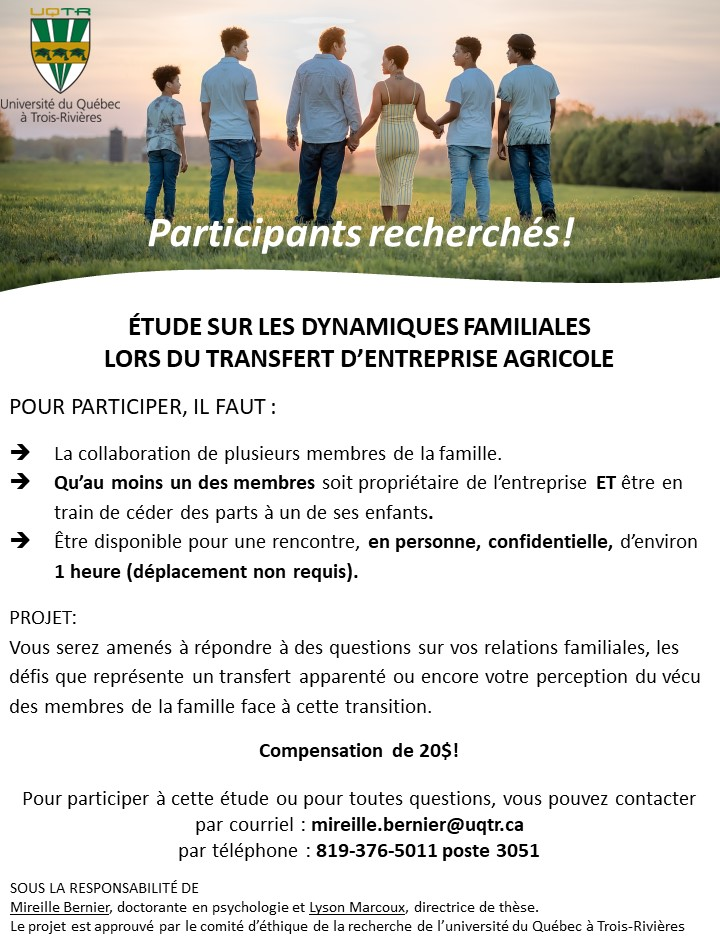 UQTR
Université du Québec
à Trois-Rivières
Participants recherchés!
ÉTUDE SUR LES DYNAMIQUES FAMILIALES
LORS DU TRANSFERT D’ENTREPRISE AGRICOLE
POUR PARTICIPER, IL FAUT :
➔ La collaboration de plusieurs membres de la famille.
➔ Qu’au moins un des membres soit propriétaire de l’entreprise ET être en
train de céder des parts à un de ses enfants.
➔ Être disponible pour une rencontre, en personne, confidentielle, d’environ
1 heure (déplacement non requis).
PROJET:
Vous serez amenés à répondre à des questions sur vos relations familiales, les
défis que représente un transfert apparenté ou encore votre perception du vécu
des membres de la famille face à cette transition.
Compensation de 20$!
Pour participer à cette étude ou pour toutes questions, vous pouvez contacter
par courriel : mireille.bernier@uqtr.ca
par téléphone : 819-376-5011 poste 3051
SOUS LA RESPONSABILITÉ DE
Mireille Bernier, doctorante en psychologie et Lyson Marcoux, directrice de thèse.
Le projet est approuvé par le comité d’éthique de la recherche de l’université du Québec à Trois-Rivières